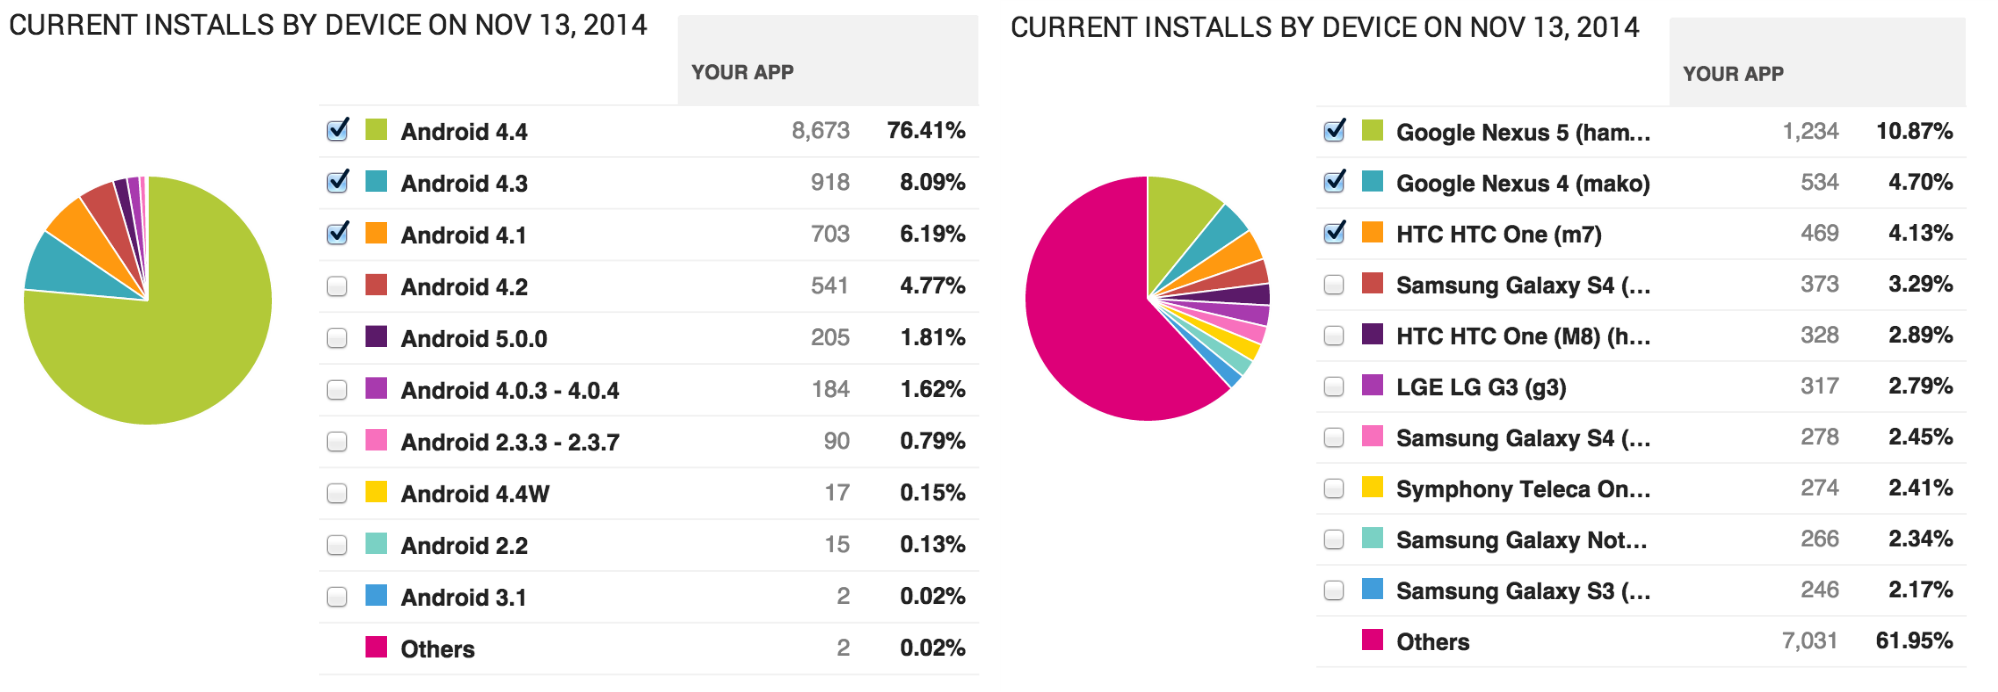 CURRENT INSTALLS BY DEVICE ON NOV 13, 2014
YOUR APP
Android 4.4 8,673 76.41%
Android 4.3 918 8.09%
Android 4.1 703 6.19%
Android 4.2 541 4.77%
Android 5.0.0 205 1.81%
Android 4.0.3 - 4.0.4 184 1.62%
Android 2.3.3 - 2.3.7 90 0.79%
Android 4.4W 17 0.15%
Android 2.2 15 0.13%
Android 3.1 2 0.02%
Others 2 0.02%
CURRENT INSTALLS BY DEVICE ON NOV 13, 2014
YOUR APP
Google Nexus 5 (ham... 1,234 10.87%
Google Nexus 4 (mako) 534 4.70%
HTC HTC One (m7) 469 4.13%
Samsung Galaxy S4 (... 373 3.29%
HTC HTC One (M8) (h... 328 2.89%
LGE LG G3 (g3) 317 2.79%
Samsung Galaxy S4 (... 278 2.45%
Symphony Teleca On... 274 2.41%
Samsung Galaxy Not... 266 2.34%
Samsung Galaxy S3 (... 246 2.17%
Others 7,031 61.95%